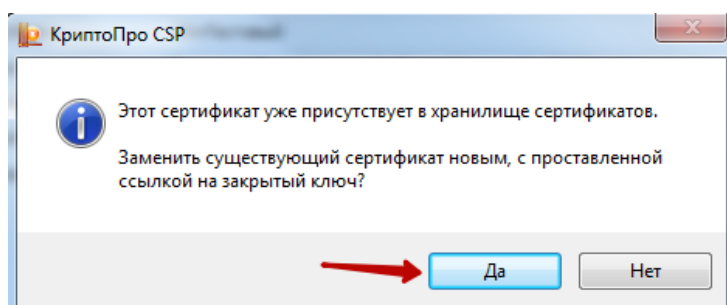 КриптоПро CSP
Этот сертификат уже присутствует в хранилище сертификатов.
Заменить существующий сертификат новым, с проставленной
ссылкой на закрытый ключ?
Да
Нет